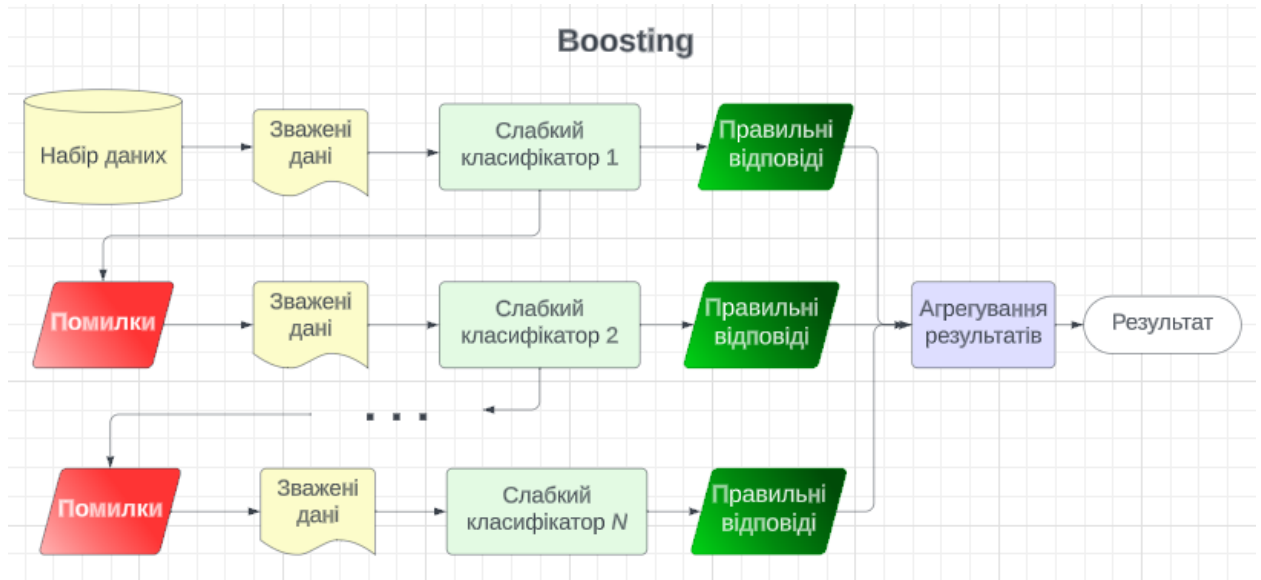 Boosting
Набір даних
Зважені
дані
Слабкий
класифікатор 1
Правильні
відповіді
Помилки
Зважені
дані
Слабкий
класифікатор 2
Правильні
відповіді
Агрегування
результатів
Результат
...
Помилки
Зважені
дані
Слабкий
класифікатор N
Правильні
відповіді